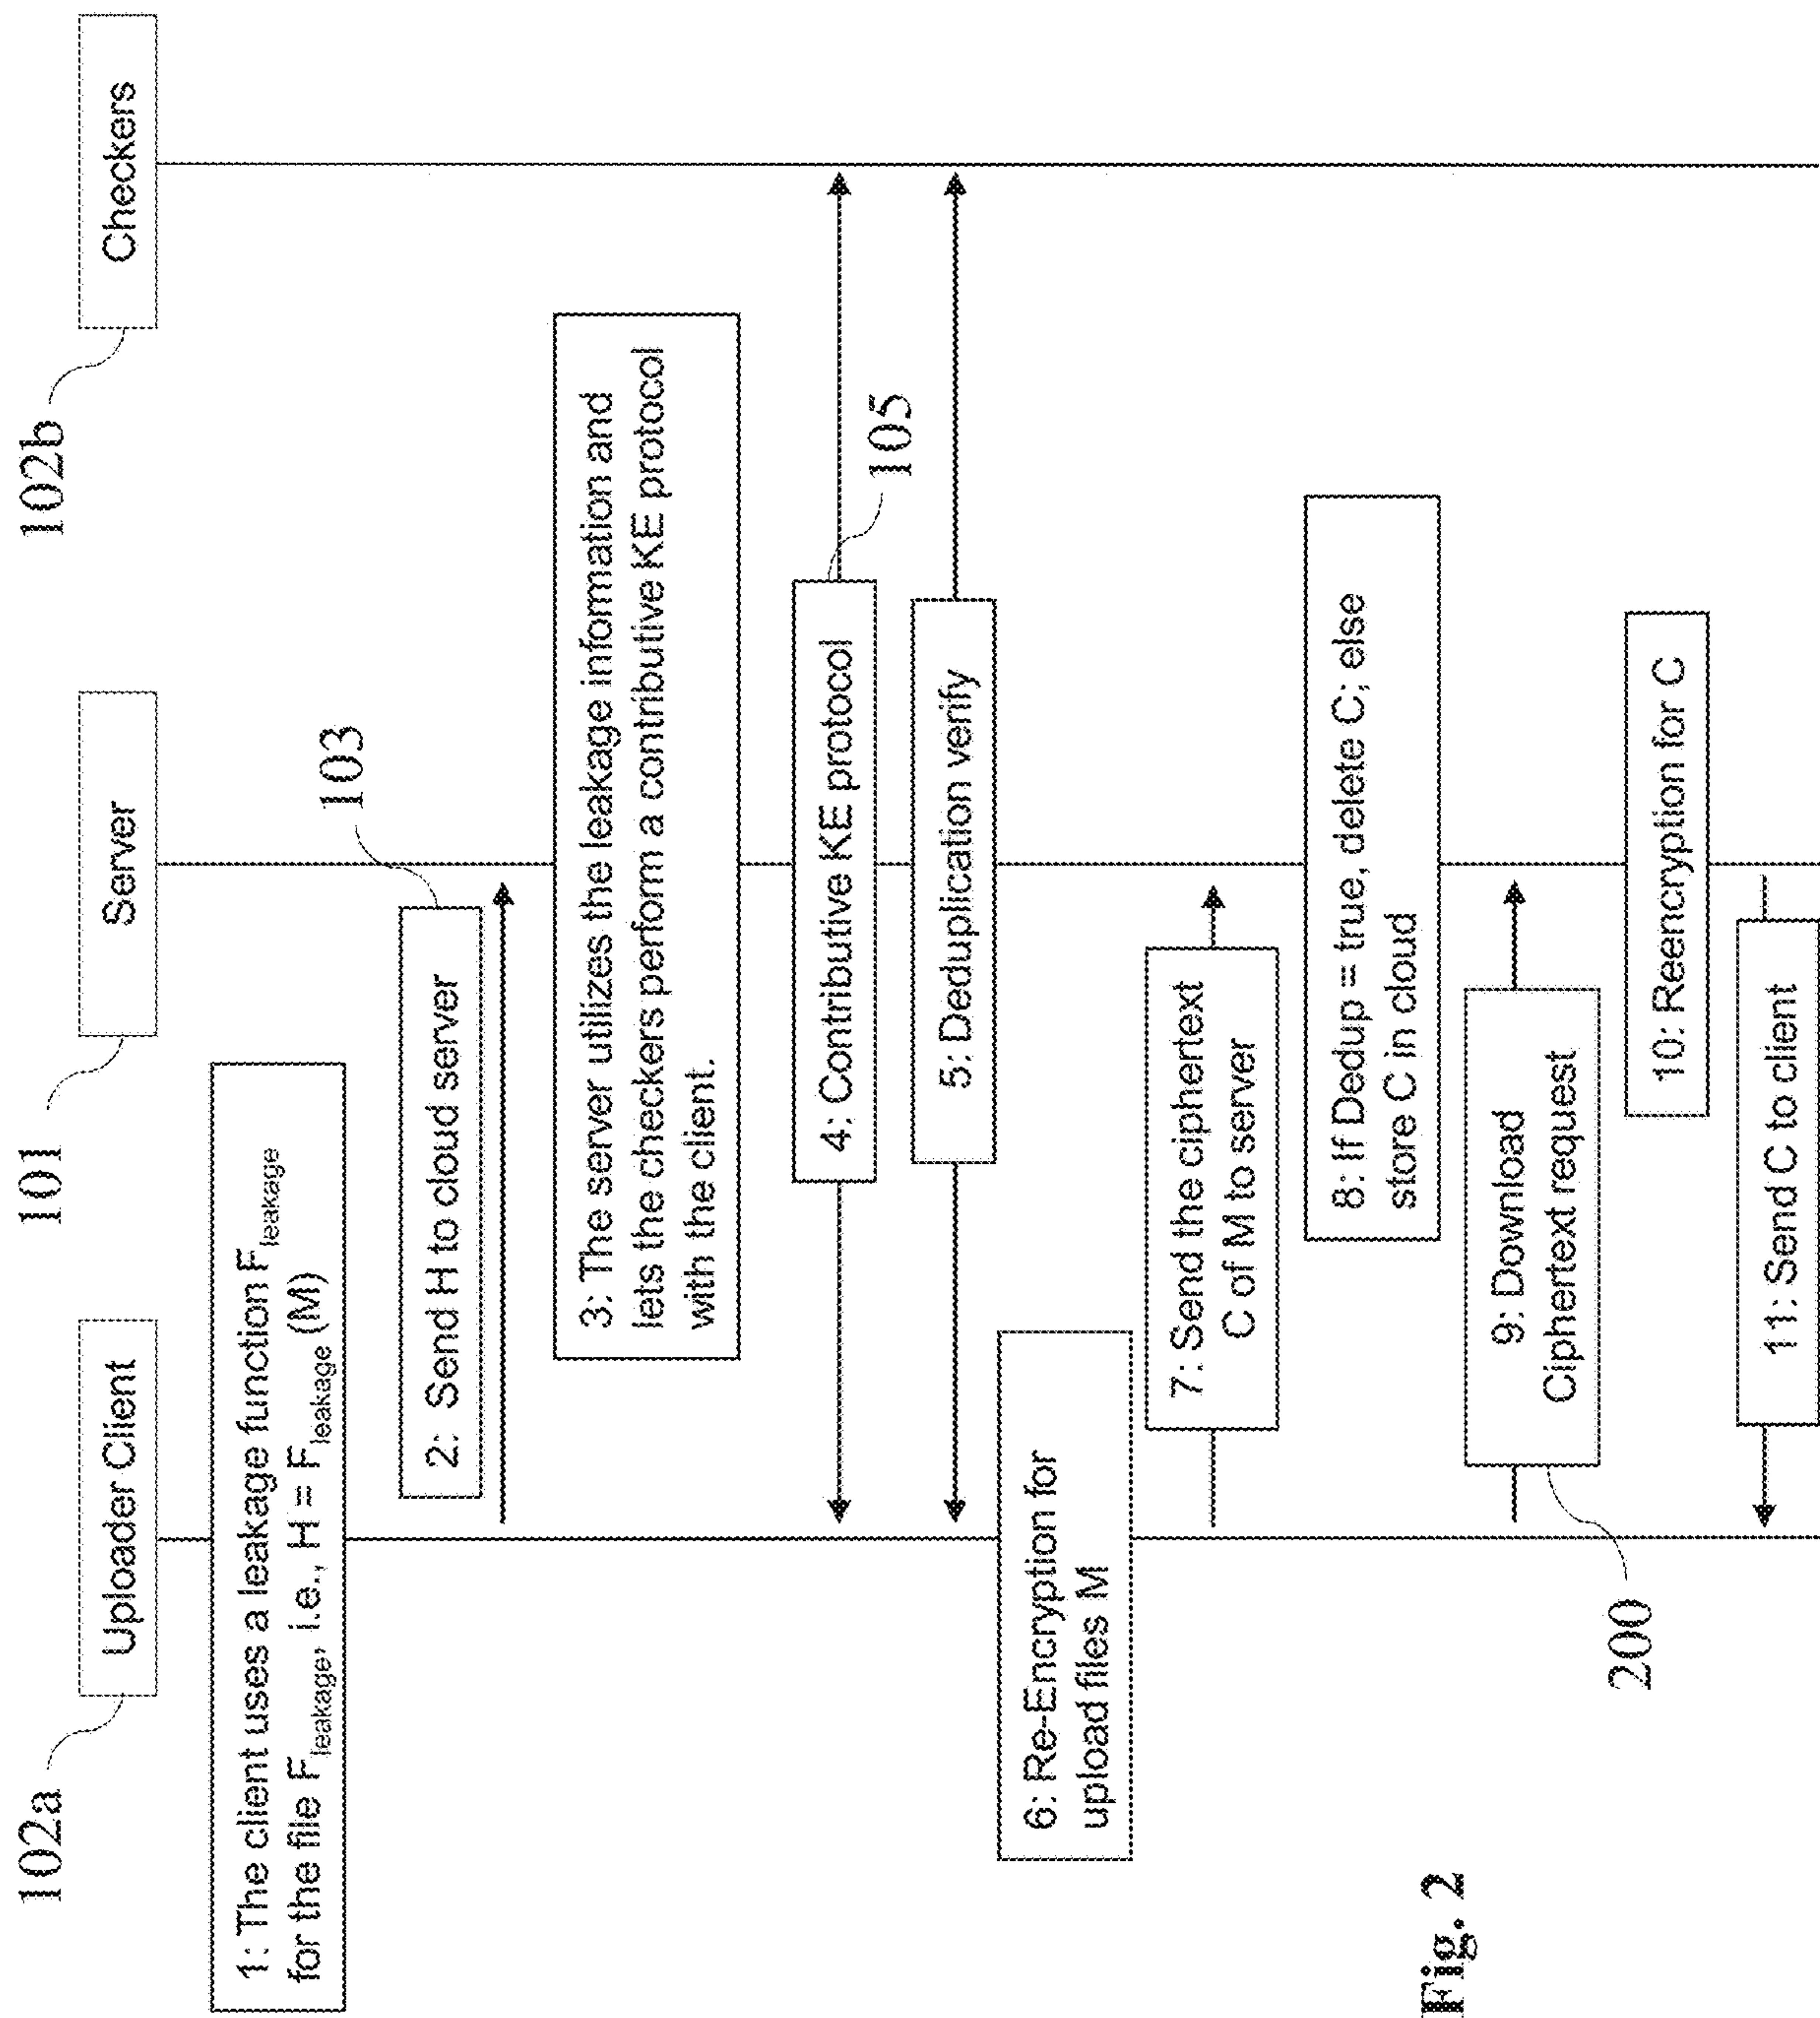 102a
101
102b
Uploader Client
Server
Checkers
1: The client uses a leakage function Fleakage
for the file Fleakage, i.e., H = Fleakage (M)
103
2: Send H to cloud server
3: The server utilizes the leakage information and
lets the checkers perform a contributive KE protocol
with the client.
4: Contributive KE protocol
105
5: Deduplication verify
6: Re-Encryption for
upload files M
7: Send the ciphertext
C of M to server
8: If Dedup = true, delete C; else
store C in cloud
9: Download
Ciphertext request
200
10: Reencryption for C
11: Send C to client
Fig. 2